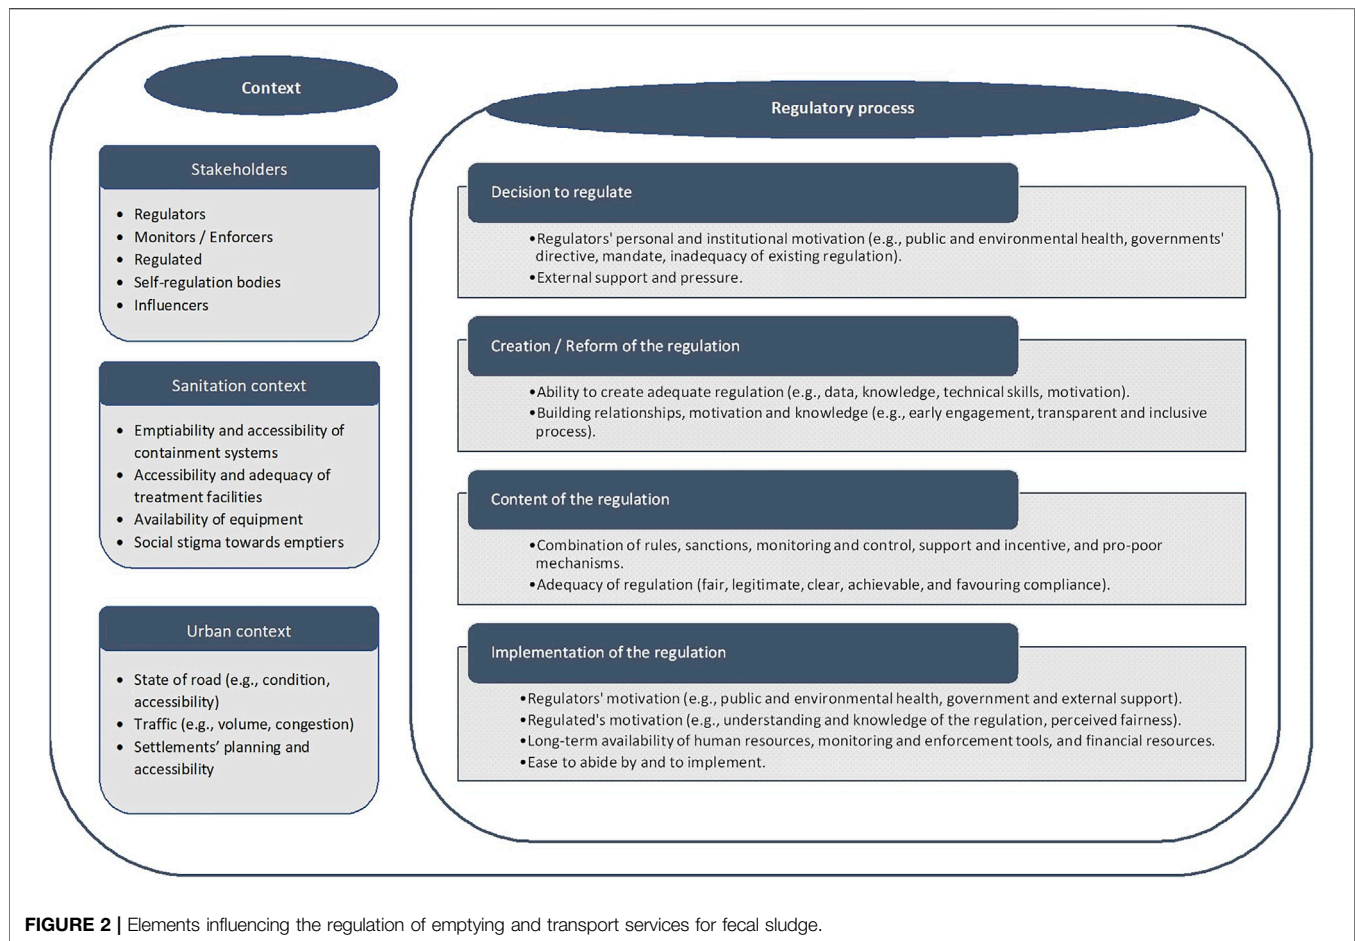 Context
Stakeholders
• Regulators
• Monitors / Enforcers
• Regulated
• Self-regulation bodies
• Influencers
Sanitation context
• Emptiability and accessibility of
containment systems
• Accessibility and adequacy of
treatment facilities
• Availability of equipment
• Social stigma towards emptiers
Urban context
• State of road (e.g., condition,
accessibility)
• Traffic (e.g., volume, congestion)
• Settlements’ planning and
accessibility
Regulatory process
Decision to regulate
•Regulators' personal and institutional motivation (e.g., public and environmental health, governments'
directive, mandate, inadequacy of existing regulation).
•External support and pressure.
Creation / Reform of the regulation
•Ability to create adequate regulation (e.g., data, knowledge, technical skills, motivation).
•Building relationships, motivation and knowledge (e.g., early engagement, transparent and inclusive
process).
Content of the regulation
•Combination of rules, sanctions, monitoring and control, support and incentive, and pro-poor
mechanisms.
•Adequacy of regulation (fair, legitimate, clear, achievable, and favouring compliance).
Implementation of the regulation
•Regulators' motivation (e.g., public and environmental health, government and external support).
•Regulated's motivation (e.g., understanding and knowledge of the regulation, perceived fairness).
•Long-term availability of human resources, monitoring and enforcement tools, and financial resources.
•Ease to abide by and to implement.
FIGURE 2 | Elements influencing the regulation of emptying and transport services for fecal sludge.